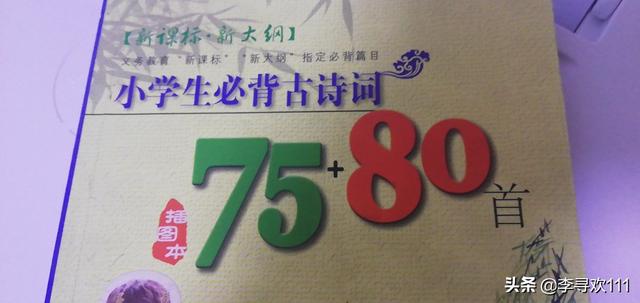 【新课标·新大纲】
义务教育“新课标”“新大纲”指定必背篇目
小学生必背古诗词
75+80首
插图本
头条@李寻欢111